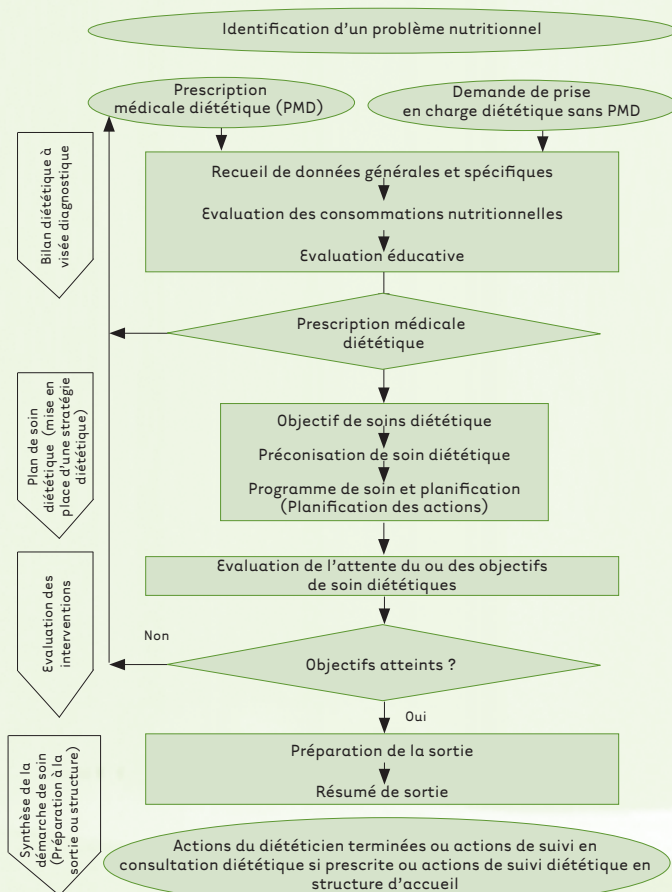 Identification d'un problème nutritionnel
Prescription
médicale diététique (PMD)
Demande de prise
en charge diététique sans PMD
Bilan diététique à
visée diagnostique
Recueil de données générales et spécifiques
Evaluation des consommations nutritionnelles
Evaluation éducative
Prescription médicale
diététique
Plan de soin
diététique (mise en
place d'une stratégie
diététique)
Objectif de soins diététique
Préconisation de soin diététique
Programme de soin et planification
(Planification des actions)
Evaluation des
interventions
Evaluation de l'attente du ou des objectifs
de soin diététiques
Non
Objectifs atteints ?
Oui
Synthèse de la
démarche de soin
(Préparation à la
sortie ou structure)
Préparation de la sortie
Résumé de sortie
Actions du diététicien terminées ou actions de suivi en
consultation diététique si prescrite ou actions de suivi diététique en
structure d'accueil